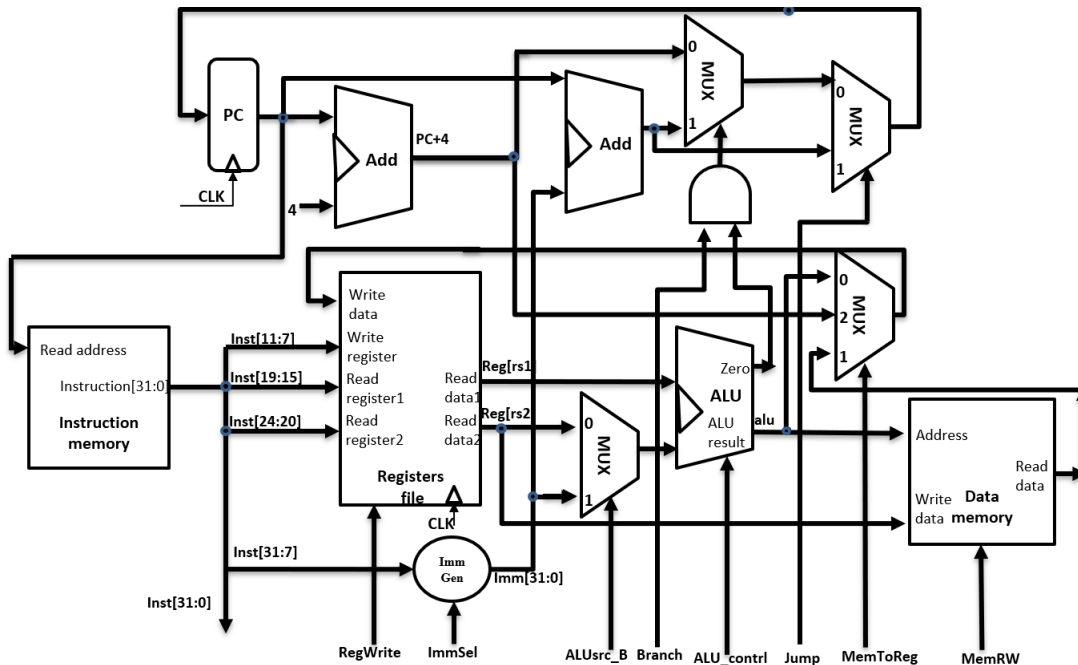 PC
CLK
Add
4
PC+4
Add
0
MUX
1
0
MUX
1
Read address
Instruction[31:0]
Instruction
memory
Inst[11:7]
Inst[19:15]
Inst[24:20]
Inst[31:7]
Inst[31:0]
Write
data
Write
register
Read
register1
Read
register2
Read
data1
Read
data2
Registers
file
CLK
Reg[rs1
Reg[rs2
Imm
Gen
Imm[31:0]
0
MUX
1
Zero
ALU
ALU
result
alu
0
MUX
2
1
Address
Read
data
Write
data
Data
memory
RegWrite
ImmSel
ALUsrc_B
Branch
ALU_contrl
Jump
MemToReg
MemRW